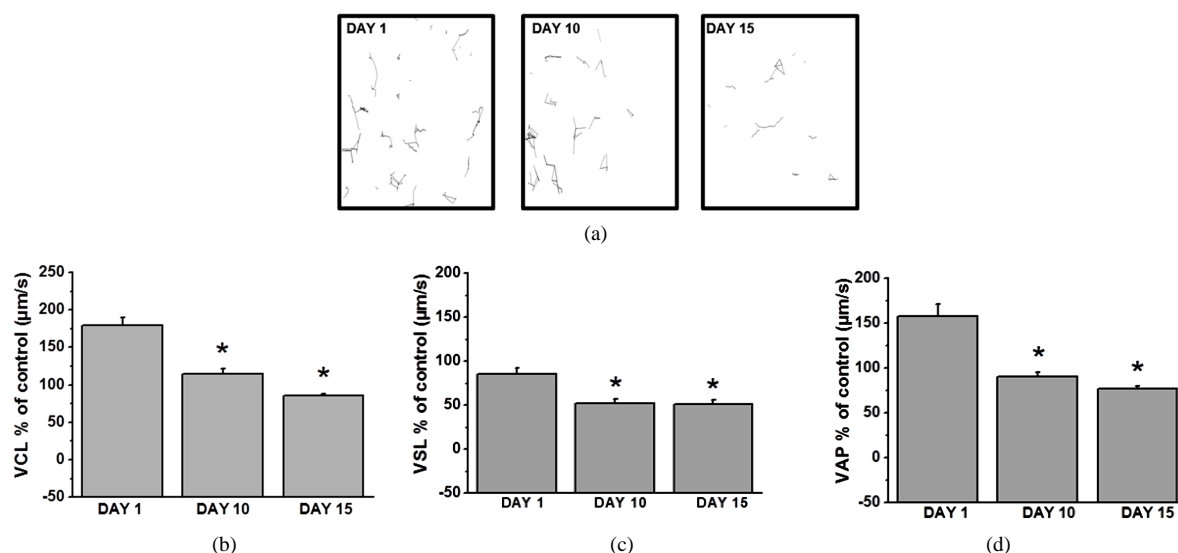 DAY 1
DAY 10
DAY 15
(a)
VCL % of control (µm/s)
250
200
150
100
50
0
-50
*
*
DAY 1
DAY 10
DAY 15
(b)
VSL % of control (µm/s)
200
150
100
50
0
-50
*
*
DAY 1
DAY 10
DAY 15
(c)
VAP % of control (µm/s)
200
150
100
50
0
-50
*
*
DAY 1
DAY 10
DAY 15
(d)